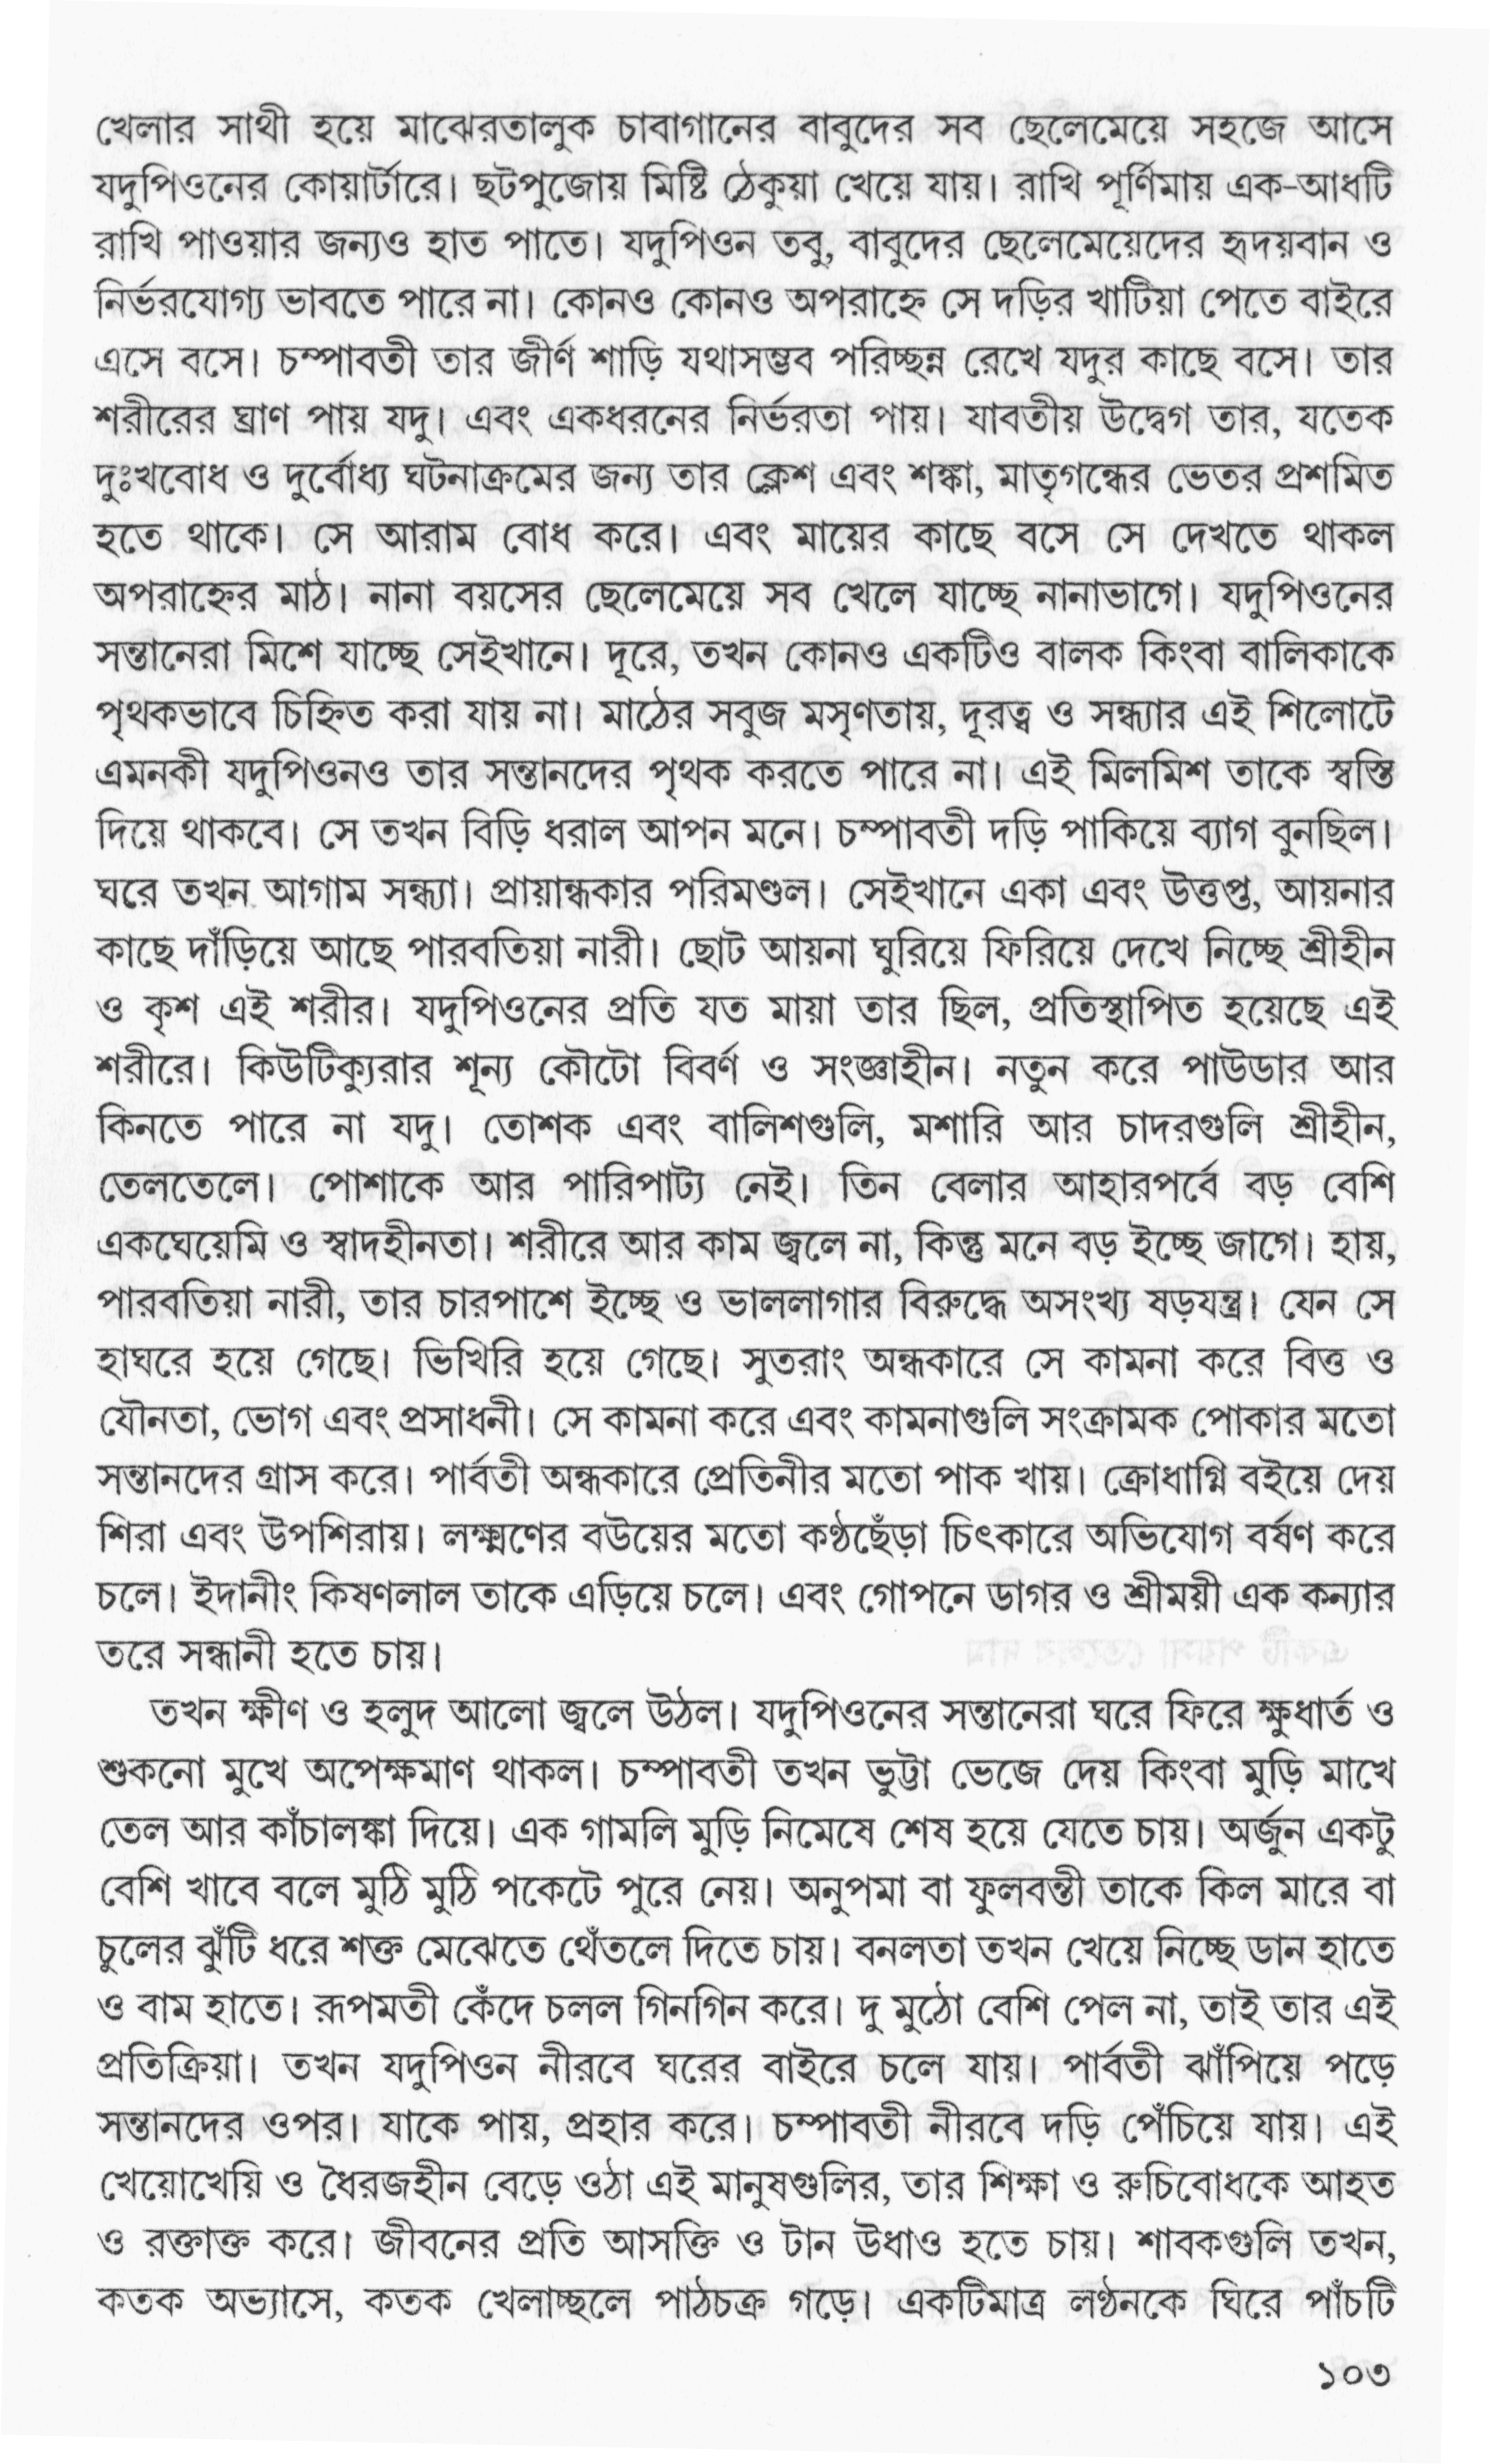 খেলার সাথী হয়ে মাঝেরতালুক চাবাগানের বাবুদের সব ছেলেমেয়ে সহজে আসে
যদুপিওনের কোয়ার্টারে। ছটপুজোয় মিষ্টি ঠেকুয়া খেয়ে যায়। রাখি পূর্ণিমায় এক-আধটি
রাখি পাওয়ার জন্যও হাত পাতে। যদুপিওন তবু, বাবুদের ছেলেমেয়েদের হৃদয়বান ও
নির্ভরযোগ্য ভাবতে পারে না। কোনও কোনও অপরাহ্নে সে দড়ির খাটিয়া পেতে বাইরে
এসে বসে। চম্পাবতী তার জীর্ণ শাড়ি যথাসম্ভব পরিচ্ছন্ন রেখে যদুর কাছে বসে। তার
শরীরের ঘ্রাণ পায় যদু। এবং একধরনের নির্ভরতা পায়। যাবতীয় উদ্বেগ তার, যতেক
দুঃখবোধ ও দুর্বোধ্য ঘটনাক্রমের জন্য তার ক্লেশ এবং শঙ্কা, মাতৃগন্ধের ভেতর প্রশমিত
হতে থাকে। সে আরাম বোধ করে। এবং মায়ের কাছে বসে সে দেখতে থাকল
অপরাহ্নের মাঠ। নানা বয়সের ছেলেমেয়ে সব খেলে যাচ্ছে নানাভাগে। যদুপিওনের
সন্তানেরা মিশে যাচ্ছে সেইখানে। দূরে, তখন কোনও একটিও বালক কিংবা বালিকাকে
পৃথকভাবে চিহ্নিত করা যায় না। মাঠের সবুজ মসৃণতায়, দূরত্ব ও সন্ধ্যার এই শিলোটে
এমনকী যদুপিওনও তার সন্তানদের পৃথক করতে পারে না। এই মিলমিশ তাকে স্বস্তি
দিয়ে থাকবে। সে তখন বিড়ি ধরাল আপন মনে। চম্পাবতী দড়ি পাকিয়ে ব্যাগ বুনছিল।
ঘরে তখন আগাম সন্ধ্যা। প্রায়ান্ধকার পরিমণ্ডল। সেইখানে একা এবং উত্তপ্ত, আয়নার
কাছে দাঁড়িয়ে আছে পারবতিয়া নারী। ছোট আয়না ঘুরিয়ে ফিরিয়ে দেখে নিচ্ছে শ্রীহীন
ও কৃশ এই শরীর। যদুপিওনের প্রতি যত মায়া তার ছিল, প্রতিস্থাপিত হয়েছে এই
শরীরে। কিউটিক্যুরার শূন্য কৌটো বিবর্ণ ও সংজ্ঞাহীন। নতুন করে পাউডার আর
কিনতে পারে না যদু। তোশক এবং বালিশগুলি, মশারি আর চাদরগুলি শ্রীহীন,
তেলতেলে। পোশাকে আর পারিপাট্য নেই। তিন বেলার আহারপর্বে বড় বেশি
একঘেয়েমি ও স্বাদহীনতা। শরীরে আর কাম জ্বলে না, কিন্তু মনে বড় ইচ্ছে জাগে। হায়,
পারবতিয়া নারী, তার চারপাশে ইচ্ছে ও ভাললাগার বিরুদ্ধে অসংখ্য ষড়যন্ত্র। যেন সে
হাঘরে হয়ে গেছে। ভিখিরি হয়ে গেছে। সুতরাং অন্ধকারে সে কামনা করে বিত্ত ও
যৌনতা, ভোগ এবং প্রসাধনী। সে কামনা করে এবং কামনাগুলি সংক্রামক পোকার মতো
সন্তানদের গ্রাস করে। পার্বতী অন্ধকারে প্রেতিনীর মতো পাক খায়। ক্রোধাগ্নি বইয়ে দেয়
শিরা এবং উপশিরায়। লক্ষ্মণের বউয়ের মতো কণ্ঠছেঁড়া চিৎকারে অভিযোগ বর্ষণ করে
চলে। ইদানীং কিষণলাল তাকে এড়িয়ে চলে। এবং গোপনে ডাগর ও শ্রীময়ী এক কন্যার
তরে সন্ধানী হতে চায়।
তখন ক্ষীণ ও হলুদ আলো জ্বলে উঠল। যদুপিওনের সন্তানেরা ঘরে ফিরে ক্ষুধার্ত ও
শুকনো মুখে অপেক্ষমাণ থাকল। চম্পাবতী তখন ভুট্টা ভেজে দেয় কিংবা মুড়ি মাখে
তেল আর কাঁচালঙ্কা দিয়ে। এক গামলি মুড়ি নিমেষে শেষ হয়ে যেতে চায়। অর্জুন একটু
বেশি খাবে বলে মুঠি মুঠি পকেটে পুরে নেয়। অনুপমা বা ফুলবন্তী তাকে কিল মারে বা
চুলের ঝুঁটি ধরে শক্ত মেঝেতে থেঁতলে দিতে চায়। বনলতা তখন খেয়ে নিচ্ছে ডান হাতে
ও বাম হাতে। রূপমতী কেঁদে চলল গিনগিন করে। দু মুঠো বেশি পেল না, তাই তার এই
প্রতিক্রিয়া। তখন যদুপিওন নীরবে ঘরের বাইরে চলে যায়। পার্বতী ঝাঁপিয়ে পড়ে
সন্তানদের ওপর। যাকে পায়, প্রহার করে। চম্পাবতী নীরবে দড়ি পেঁচিয়ে যায়। এই
খেয়োখেয়ি ও ধৈরজহীন বেড়ে ওঠা এই মানুষগুলির, তার শিক্ষা ও রুচিবোধকে আহত
ও রক্তাক্ত করে। জীবনের প্রতি আসক্তি ও টান উধাও হতে চায়। শাবকগুলি তখন,
কতক অভ্যাসে, কতক খেলাচ্ছলে পাঠচক্র গড়ে। একটিমাত্র লণ্ঠনকে ঘিরে পাঁচটি
১০৩